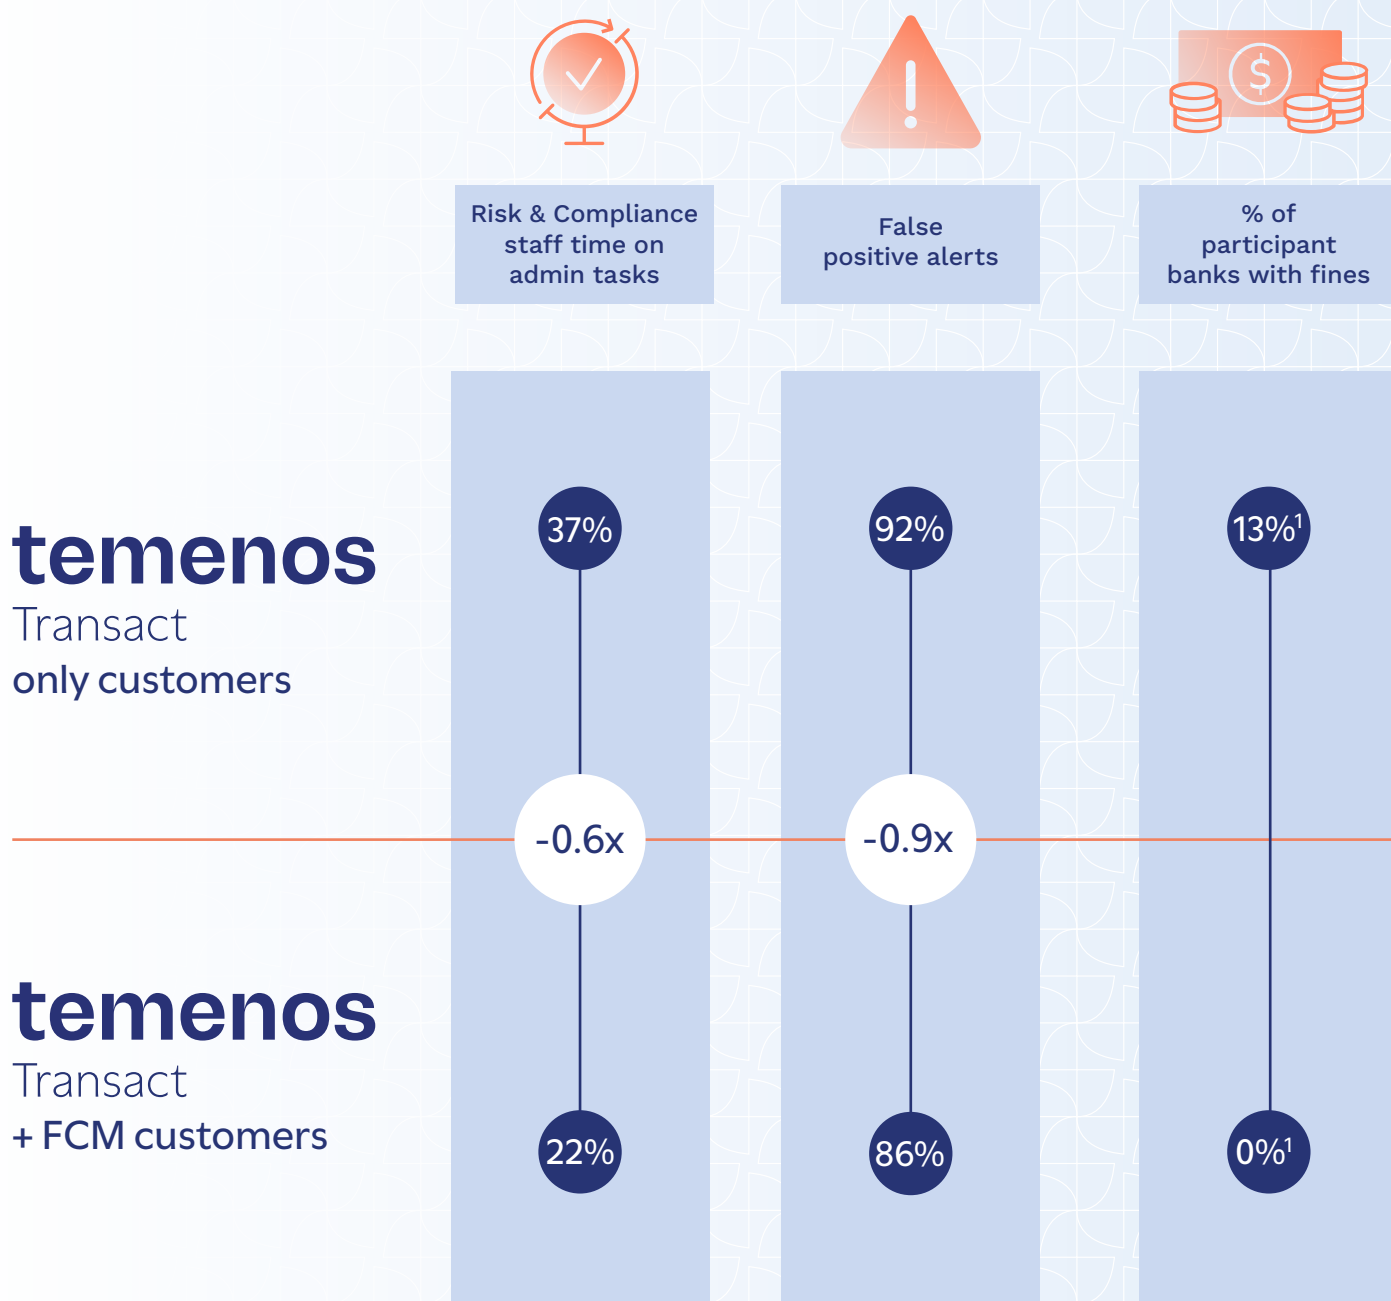 $
Risk & Compliance
staff time on
admin tasks
False
positive alerts
% of
participant
banks with fines
temenos
Transact
only customers
37%
92%
13%¹
-0.6x
-0.9x
temenos
Transact
+ FCM customers
22%
86%
0%¹